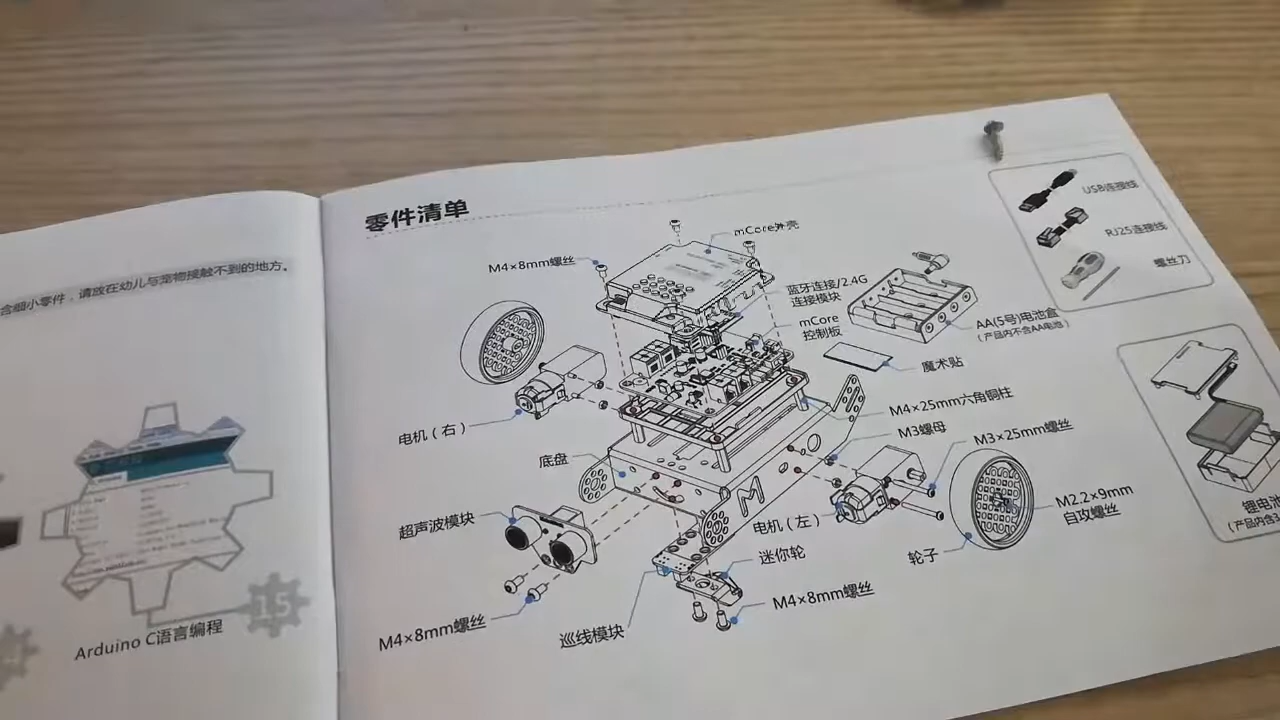 含细小零件，请放在幼儿与宠物接触不到的地方。
15
Arduino C语言编程
零件清单
mCore外壳
M4×8mm螺丝
蓝牙连接/2.4G
连接模块
mCore
控制板
AA(5号)电池盒
(产品内不含AA电池)
魔术贴
M4×25mm六角铜柱
电机(右)
M3螺母
M3×25mm螺丝
底盘
M2.2×9mm
自攻螺丝
超声波模块
电机(左)
迷你轮
轮子
M4×8mm螺丝
M4×8mm螺丝
巡线模块
USB连接线
RJ25连接线
螺丝刀
锂电池
(产品内含